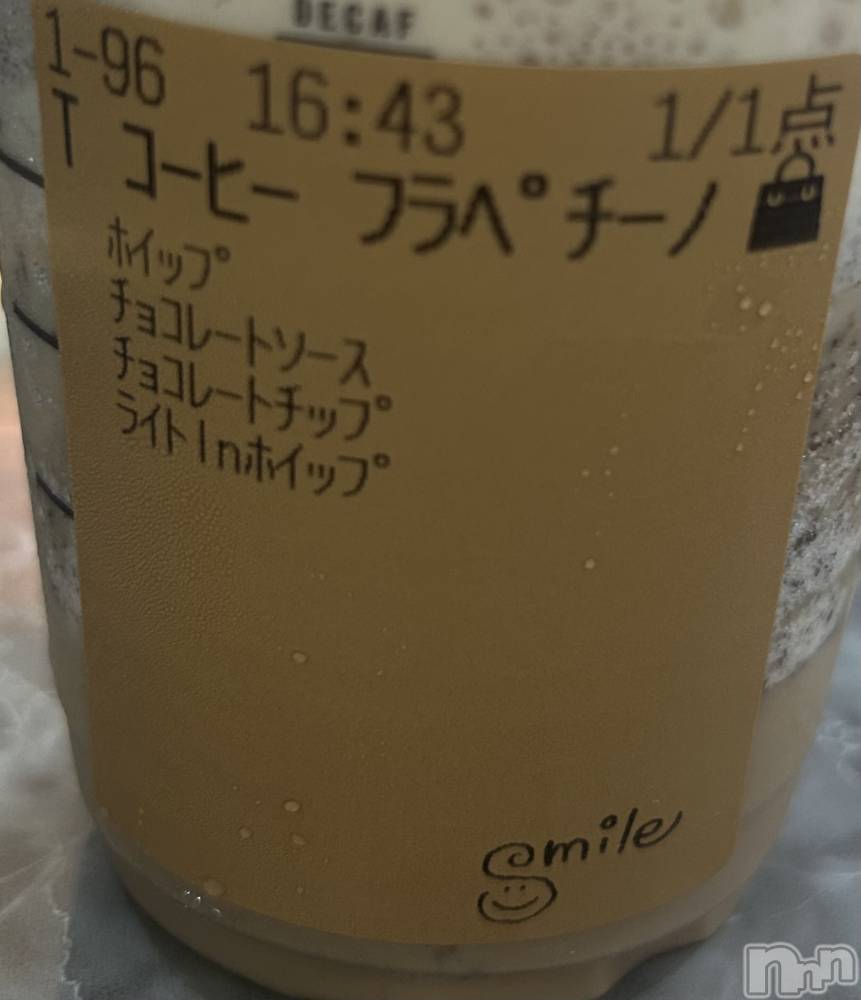 DECAF
1-96 16:43 1/1点
T コーヒー フラペチーノ
ホイップ
チョコレートソース
チョコレートチップ
ライトInホイップ
Smile
nnn